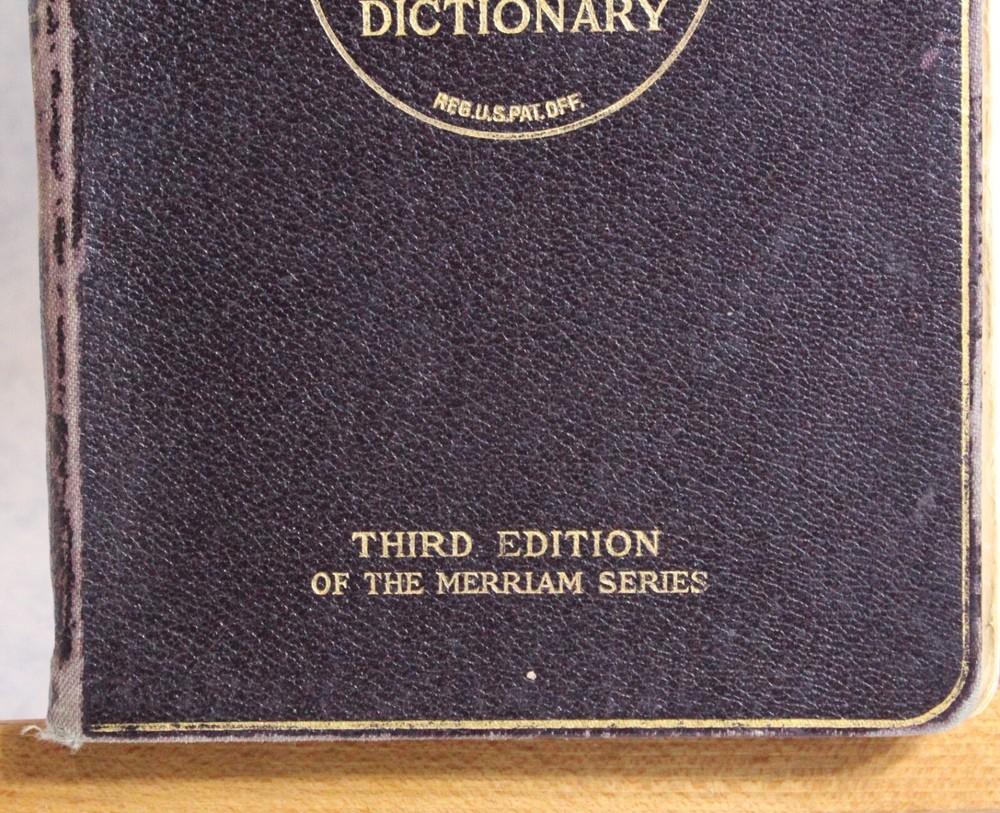 DICTIONARY
REG.U.S.PAT.OFF.
THIRD EDITION
OF THE MERRIAM SERIES